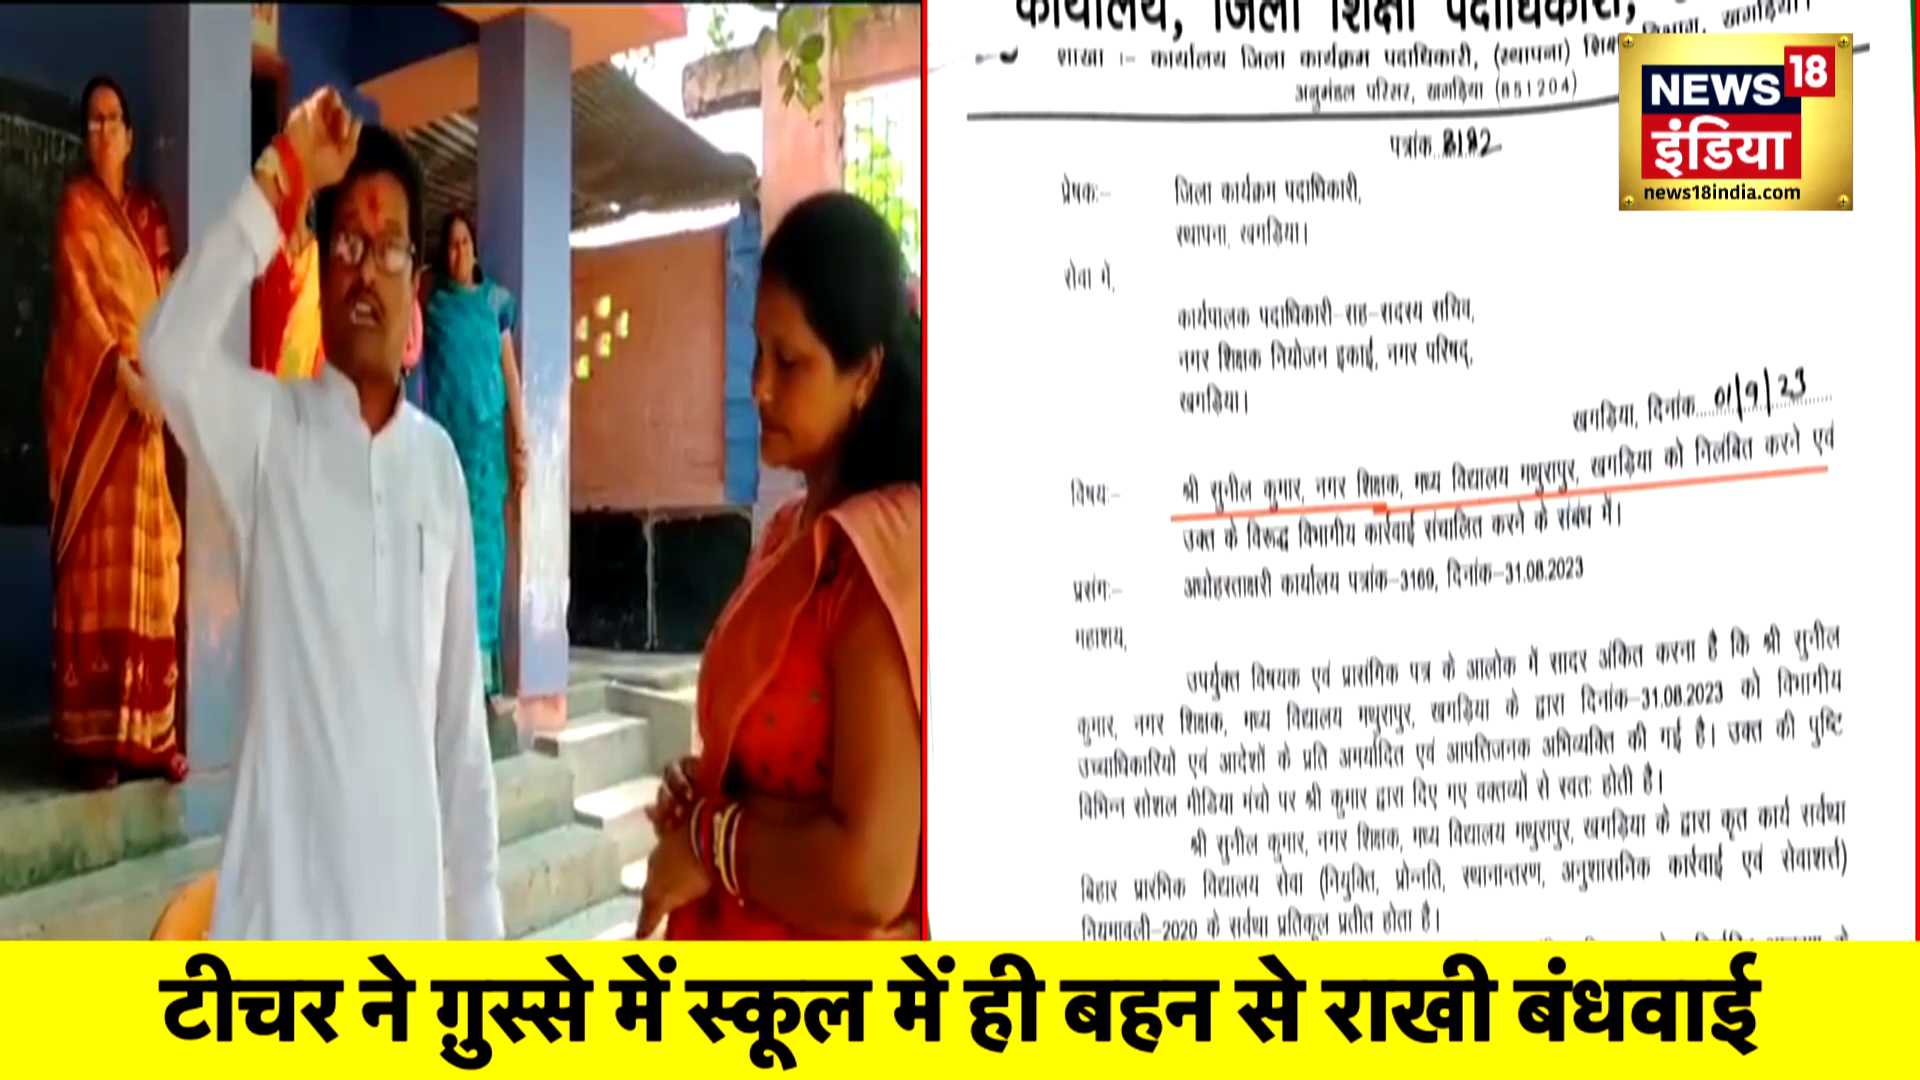 कार्यालय, जिला शिक्षा पदाधिकारी,
शाखा :- कार्यालय जिला कार्यक्रम पदाधिकारी, (स्थापना) शिक्षा विभाग, खगड़िया।
अनुमंडल परिसर, खगड़िया (851204)
NEWS 18
इंडिया
news18india.com
पत्रांक
प्रेषकः-
जिला कार्यक्रम पदाधिकारी,
स्थापना, खगड़िया।
सेवा में,
कार्यपालक पदाधिकारी-सह-सदस्य सचिव,
नगर शिक्षक नियोजन इकाई, नगर परिषद्,
खगड़िया।
खगड़िया, दिनांक 01/9/23
विषयः-
श्री सुनील कुमार, नगर शिक्षक, मध्य विद्यालय मथुरापुर, खगड़िया को निलंबित करने एवं
उक्त के विरूद्ध विभागीय कार्रवाई संचालित करने के संबंध में।
प्रसंगः-
अधोहस्ताक्षरी कार्यालय पत्रांक-3169, दिनांक-31.08.2023
महाशय,
उपर्युक्त विषयक एवं प्रासंगिक पत्र के आलोक में सादर अंकित करना है कि श्री सुनील
कुमार, नगर शिक्षक, मध्य विद्यालय मथुरापुर, खगड़िया के द्वारा दिनांक-31.08.2023 को विभागीय
उच्चाधिकारियों एवं आदेशों के प्रति अमर्यादित एवं आपतिजनक अभिव्यक्ति की गई है। उक्त की पुष्टि
विभिन्न सोशल मीडिया मंचो पर श्री कुमार द्वारा दिए गए वक्तव्यों से स्वतः होती है।
श्री सुनील कुमार, नगर शिक्षक, मध्य विद्यालय मथुरापुर, खगड़िया के द्वारा कृत कार्य सर्वथा
बिहार प्रारंभिक विद्यालय सेवा (नियुक्ति, प्रोन्नति, स्थानान्तरण, अनुशासनिक कार्रवाई एवं सेवाशर्त)
नियमावली-2020 के सर्वथा प्रतिकूल प्रतीत होता है।
टीचर ने ग़ुस्से में स्कूल में ही बहन से राखी बंधवाई